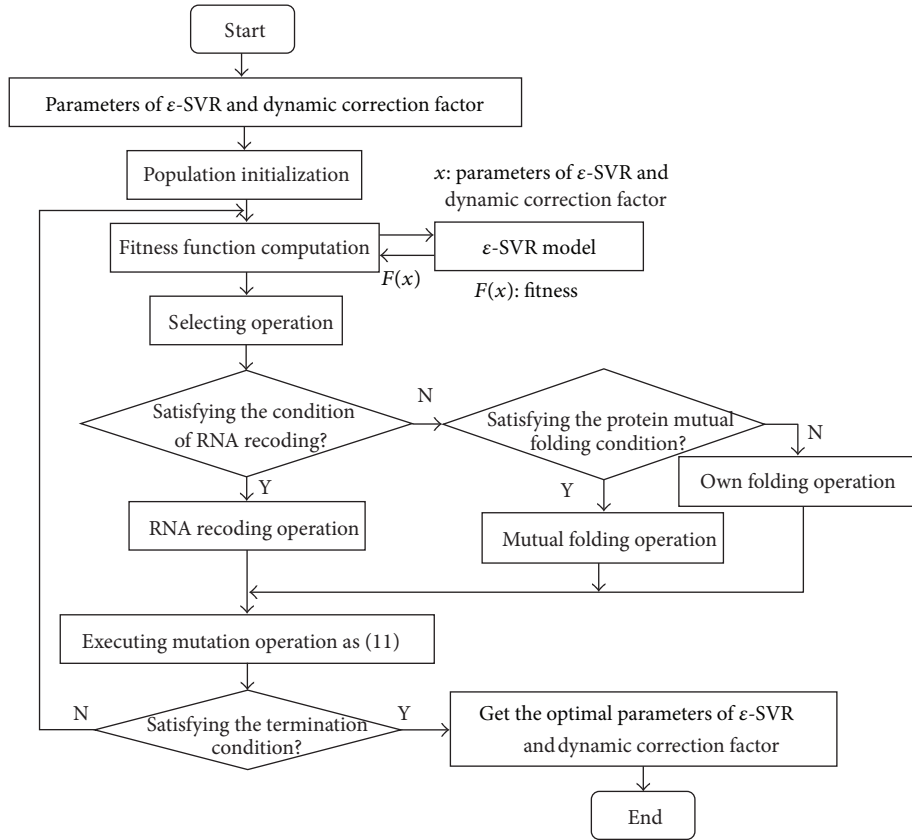 Start
Parameters of ε-SVR and dynamic correction factor
Population initialization
x: parameters of ε-SVR and
dynamic correction factor
Fitness function computation
ε-SVR model
F(x)
F(x): fitness
Selecting operation
Satisfying the condition
of RNA recoding?
N
Satisfying the protein mutual
folding condition?
N
Y
Y
Own folding operation
RNA recoding operation
Mutual folding operation
Executing mutation operation as (11)
N
Satisfying the termination
condition?
Y
Get the optimal parameters of ε-SVR
and dynamic correction factor
End